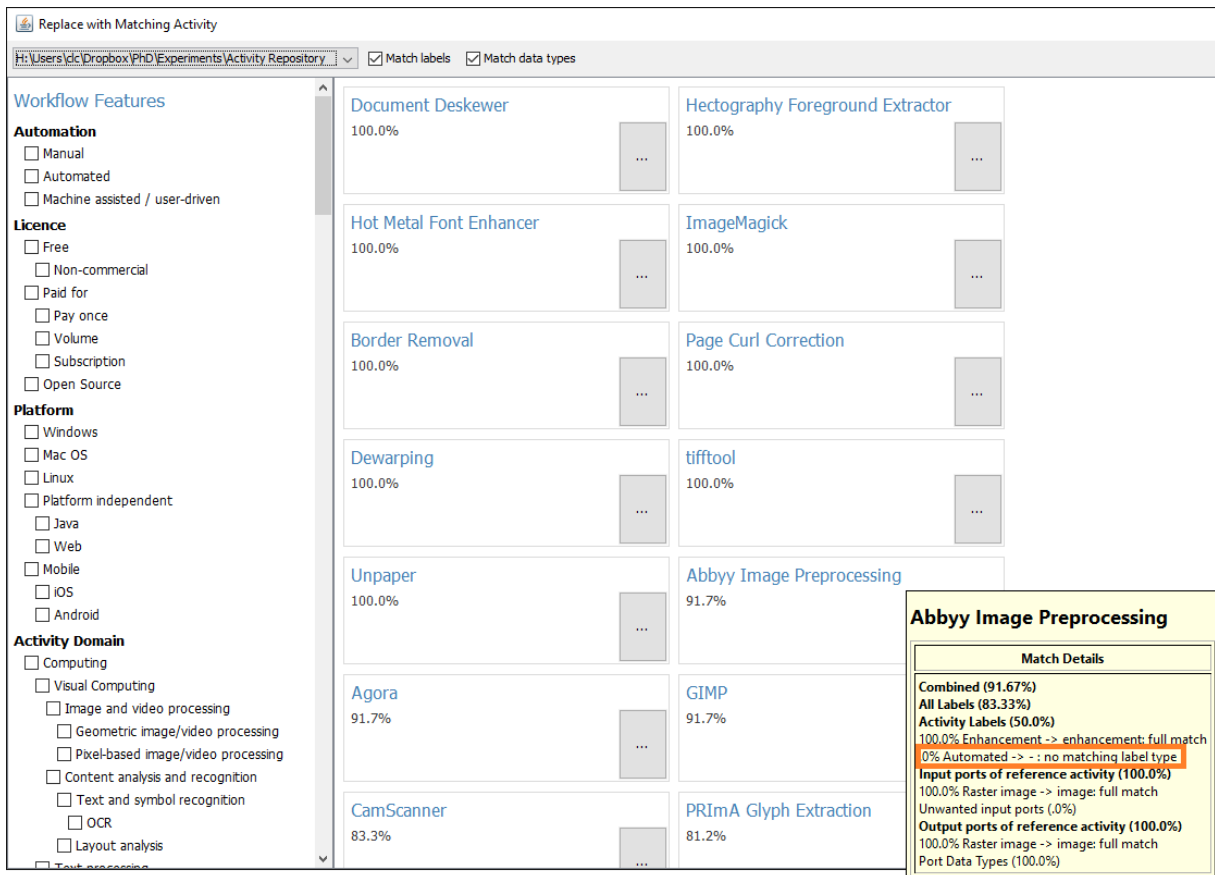 Replace with Matching Activity
H:\Users\clc\Dropbox\PhD\Experiments\Activity Repository
Match labels
Match data types
Workflow Features
Automation
Manual
Automated
Machine assisted / user-driven
Licence
Free
Non-commercial
Paid for
Pay once
Volume
Subscription
Open Source
Platform
Windows
Mac OS
Linux
Platform independent
Java
Web
Mobile
iOS
Android
Activity Domain
Computing
Visual Computing
Image and video processing
Geometric image/video processing
Pixel-based image/video processing
Content analysis and recognition
Text and symbol recognition
OCR
Layout analysis
Text processing
Document Deskewer
100.0%
...
Hectography Foreground Extractor
100.0%
...
Hot Metal Font Enhancer
100.0%
...
ImageMagick
100.0%
...
Border Removal
100.0%
...
Page Curl Correction
100.0%
...
Dewarping
100.0%
...
tifftool
100.0%
...
Unpaper
100.0%
...
Abbyy Image Preprocessing
91.7%
Agora
91.7%
...
GIMP
91.7%
CamScanner
83.3%
...
PRImA Glyph Extraction
81.2%
Abbyy Image Preprocessing
Match Details
Combined (91.67%)
All Labels (83.33%)
Activity Labels (50.0%)
100.0% Enhancement -> enhancement: full match
.0% Automated -> - : no matching label type
Input ports of reference activity (100.0%)
100.0% Raster image -> image: full match
Unwanted input ports (.0%)
Output ports of reference activity (100.0%)
100.0% Raster image -> image: full match
Port Data Types (100.0%)